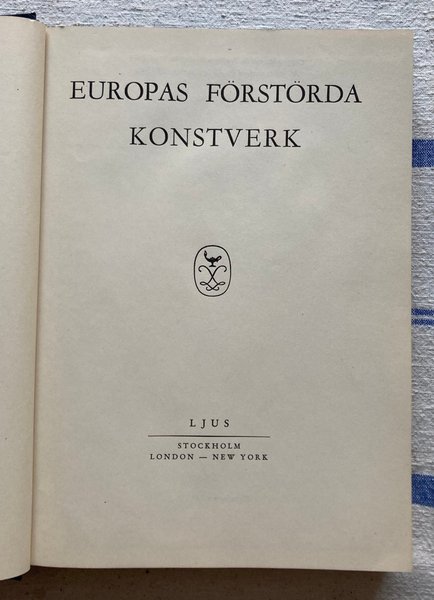 EUROPAS FÖRSTÖRDA
KONSTVERK
LJUS
STOCKHOLM
LONDON — NEW YORK